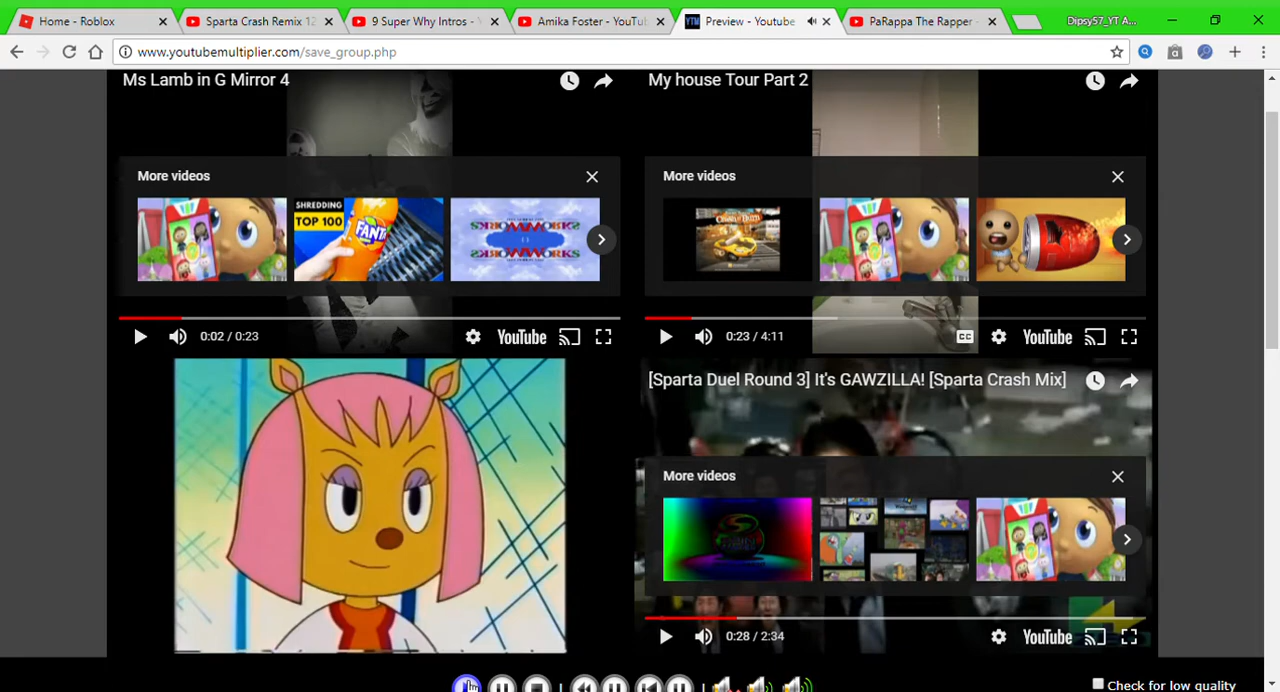 Home - Roblox
Sparta Crash Remix 12
9 Super Why Intros - Y
Amika Foster - YouTu
Preview - Youtube
PaRappa The Rapper -
Dipsy57_YT A...
www.youtubemultiplier.com/save_group.php
Ms Lamb in G Mirror 4
My house Tour Part 2
More videos
More videos
SHREDDING
TOP 100
FANTA
0:02 / 0:23
YouTube
0:23 / 4:11
CC
YouTube
[Sparta Duel Round 3] It's GAWZILLA! [Sparta Crash Mix]
More videos
0:28 / 2:34
YouTube
Check for low quality